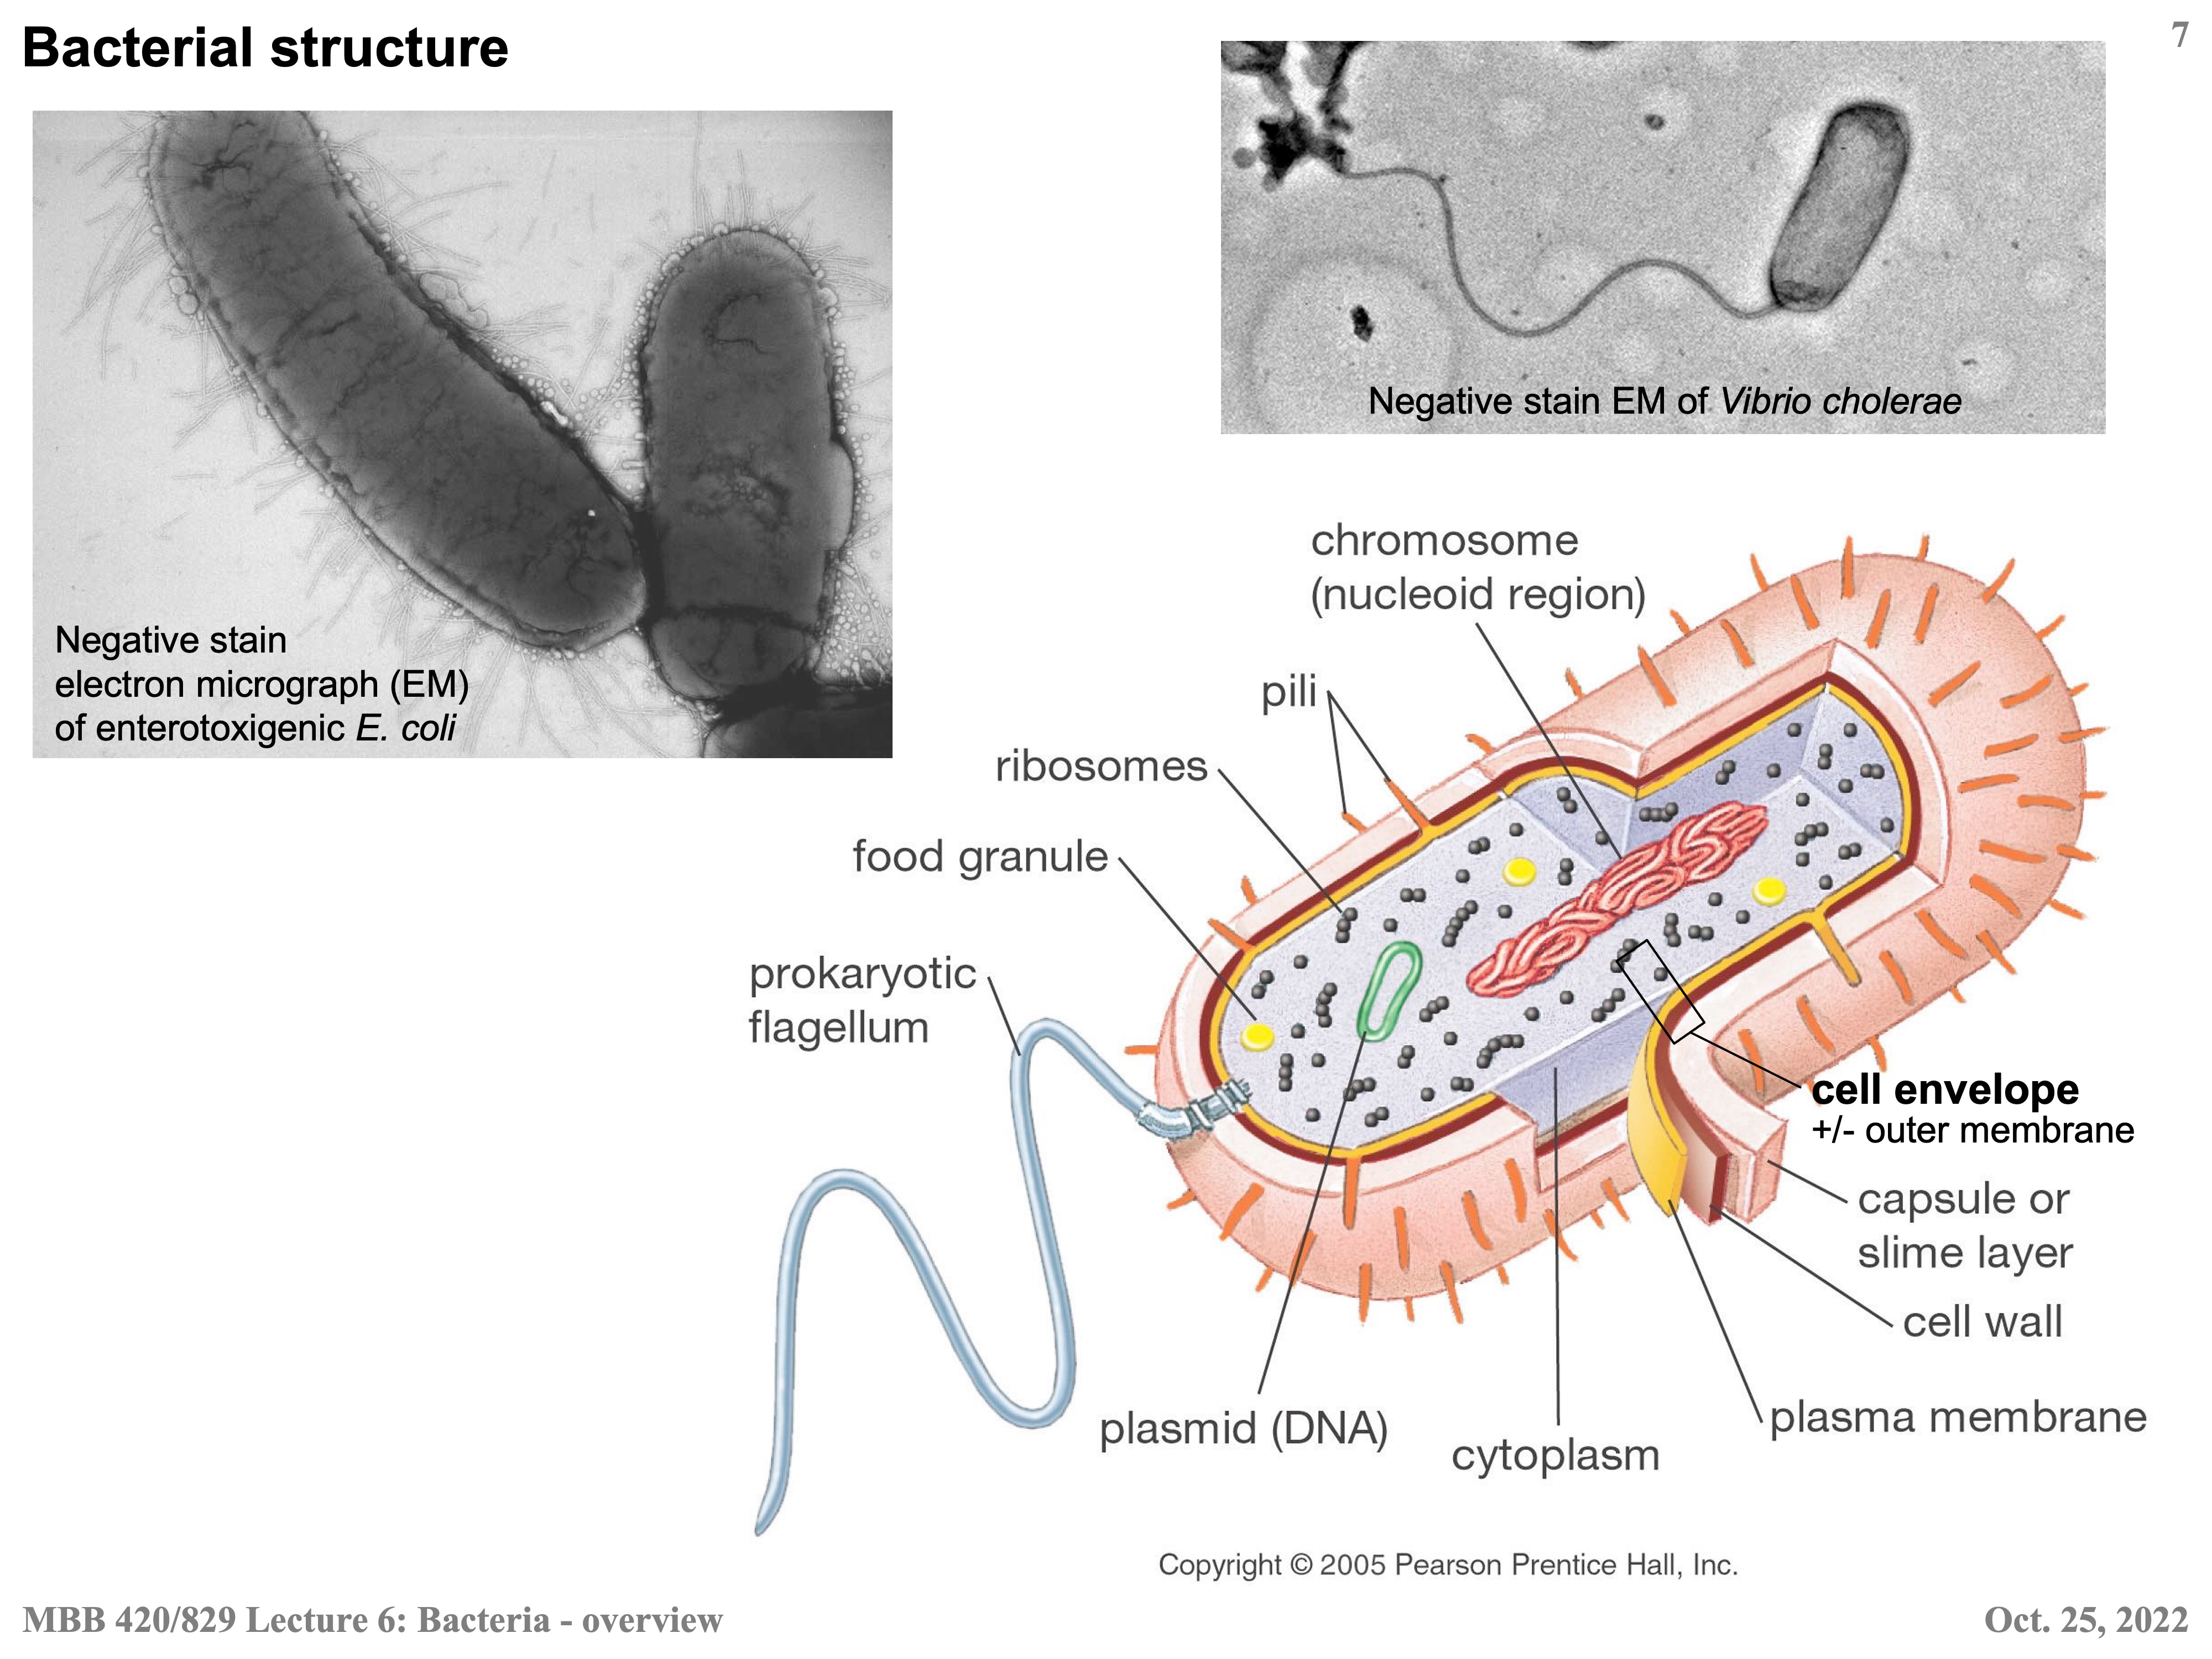 Bacterial structure
7
Negative stain
electron micrograph (EM)
of enterotoxigenic E. coli
Negative stain EM of Vibrio cholerae
chromosome
(nucleoid region)
pili
ribosomes
food granule
prokaryotic
flagellum
cell envelope
+/- outer membrane
capsule or
slime layer
cell wall
plasma membrane
plasmid (DNA)
cytoplasm
Copyright © 2005 Pearson Prentice Hall, Inc.
MBB 420/829 Lecture 6: Bacteria - overview
Oct. 25, 2022